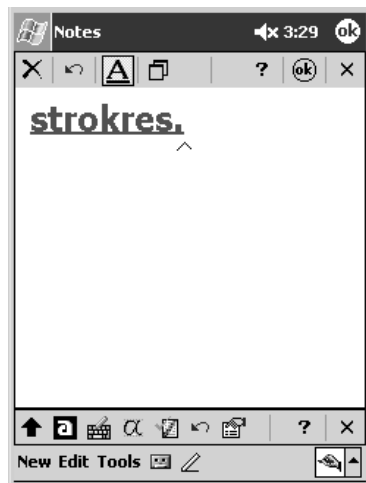 Notes 3:29 ok
A ? ok
strokres.
a α ?
New Edit Tools